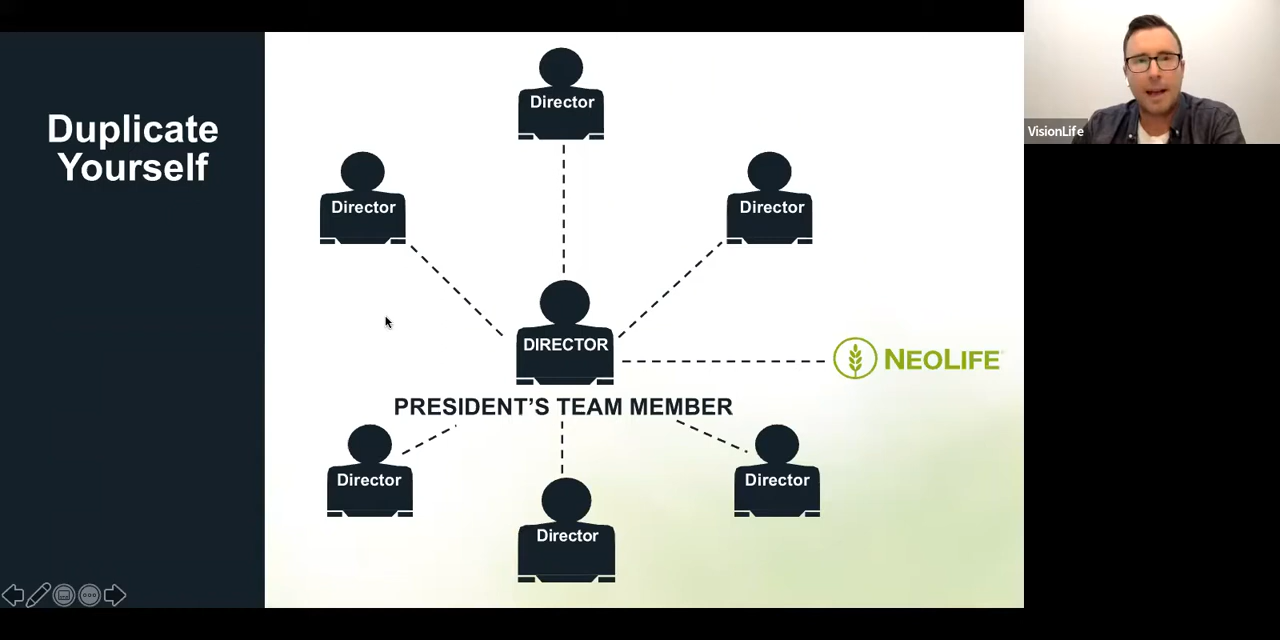 Duplicate
Yourself
Director
Director
Director
DIRECTOR
NEOLIFE
PRESIDENT'S TEAM MEMBER
Director
Director
Director
VisionLife